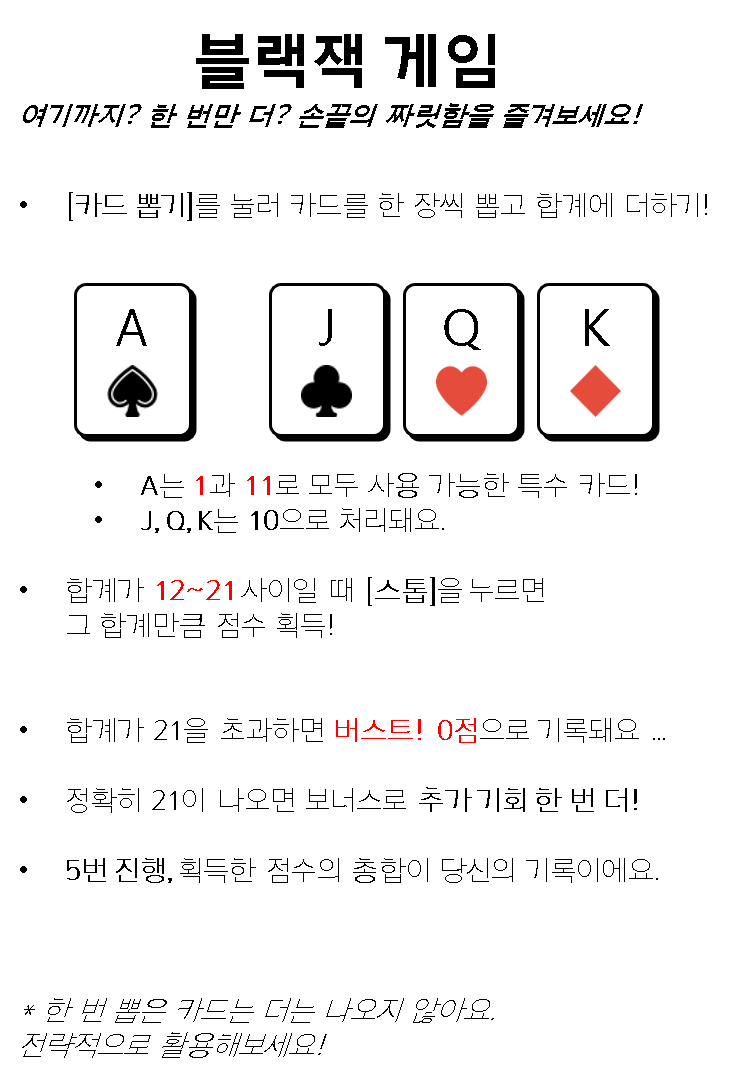 블랙잭 게임
여기까지? 한 번만 더? 손끝의 짜릿함을 즐겨보세요!
• [카드 뽑기]를 눌러 카드를 한 장씩 뽑고 합계에 더하기!
A J Q K
• A는 1과 11로 모두 사용 가능한 특수 카드!
• J, Q, K는 10으로 처리돼요.
• 합계가 12~21사이일 때 [스톱]을 누르면
그 합계만큼 점수 획득!
• 합계가 21을 초과하면 버스트! 0점으로 기록돼요 ...
• 정확히 21이 나오면 보너스로 추가기회 한 번 더!
• 5번 진행, 획득한 점수의 총합이 당신의 기록이에요.
* 한 번 뽑은 카드는 더는 나오지 않아요.
전략적으로 활용해보세요!